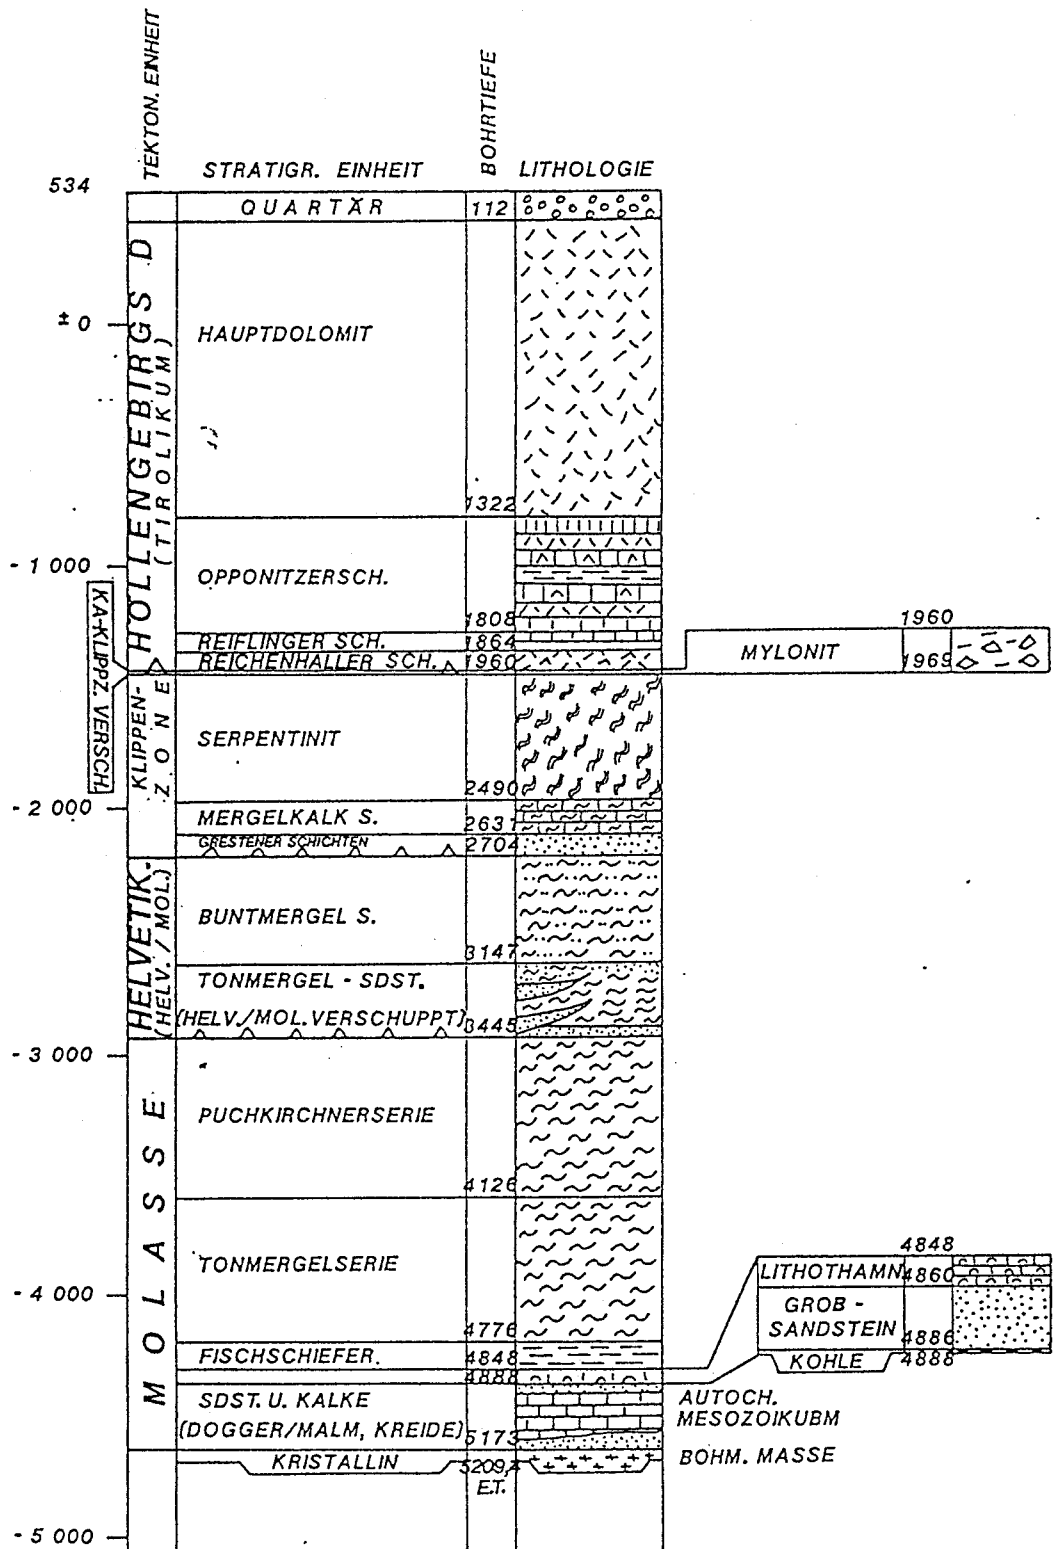 TEKTON. EINHEIT
STRATIGR. EINHEIT
BOHRTIEFE
LITHOLOGIE
534
QUARTÄR 112
HÖLLENGEBIRGS D
(TIROLIKUM)
± 0
HAUPTDOLOMIT
1322
- 1 000
OPPONITZERSCH.
1808
REIFLINGER SCH. 1864
REICHENHALLER SCH. 1960
KA-KLIPPZ. VERSCH.
1960
MYLONIT
1969
KLIPPEN-
ZONE
SERPENTINIT
2490
- 2 000
MERGELKALK S.
2631
GRESTENER SCHICHTEN 2704
HELVETIK.
(HELV. / MOL.)
BUNTMERGEL S.
3147
TONMERGEL - SDST.
(HELV./MOL.VERSCHUPPT) 3445
- 3 000
MOLASSE
PUCHKIRCHNERSERIE
4126
TONMERGELSERIE
- 4 000
4776
FISCHSCHIEFER. 4848
4888
4848
LITHOTHAMN 4860
GROB -
SANDSTEIN
4886
KOHLE 4888
SDST. U. KALKE
(DOGGER/MALM, KREIDE) 5173
AUTOCH.
MESOZOIKUBM
KRISTALLIN 5209,4
E.T.
BOHM. MASSE
- 5 000